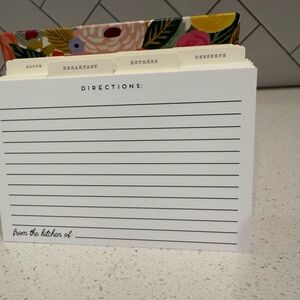 SOUPS BREAKFAST ENTRÉES DESSERTS
DIRECTIONS:
from the kitchen of